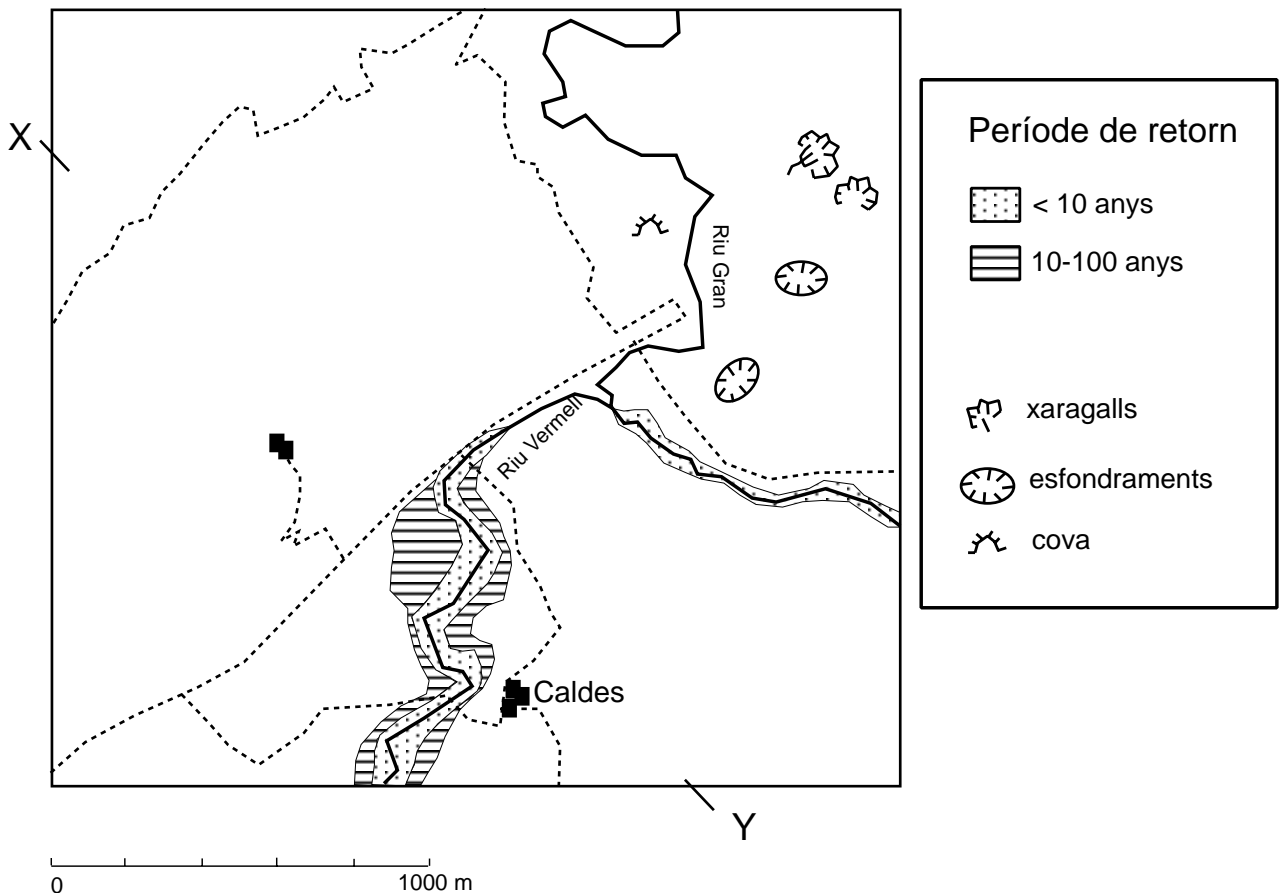 X
Riu Gran
Riu Vermell
Caldes
Y
0
1000 m
Període de retorn
< 10 anys
10-100 anys
xaragalls
esfondraments
cova